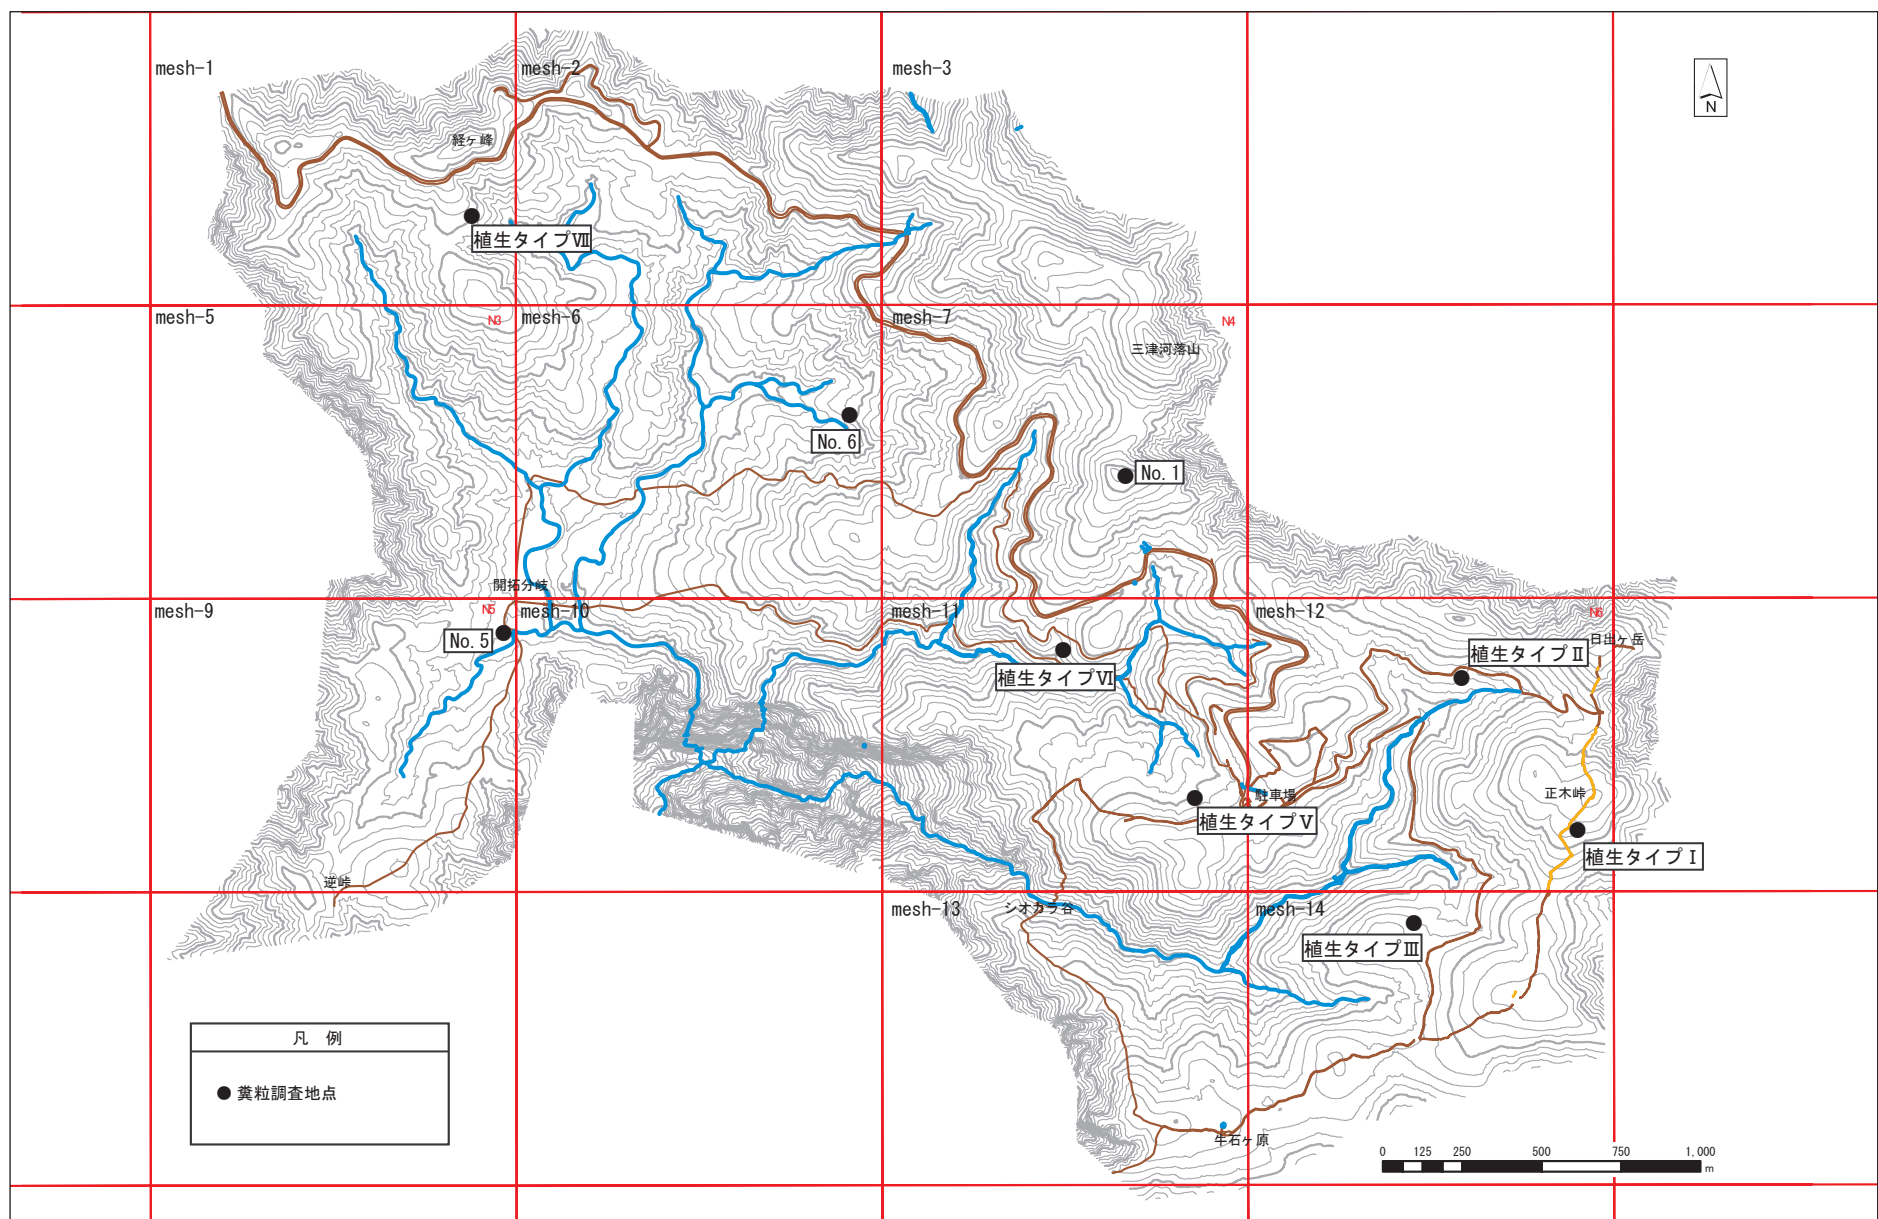 mesh-1
mesh-2
mesh-3
N
経ヶ峰
植生タイプⅦ
mesh-5
N3
mesh-6
mesh-7
N4
三津河落山
No. 6
No. 1
開拓分岐
mesh-9
N5
mesh-10
mesh-11
mesh-12
N6
No. 5
日出ヶ岳
植生タイプⅡ
植生タイプⅥ
駐車場
正木峠
植生タイプⅤ
植生タイプⅠ
逆峠
mesh-13
シオカラ谷
mesh-14
植生タイプⅢ
凡 例
糞粒調査地点
牛石ヶ原
0 125 250 500 750 1,000
m